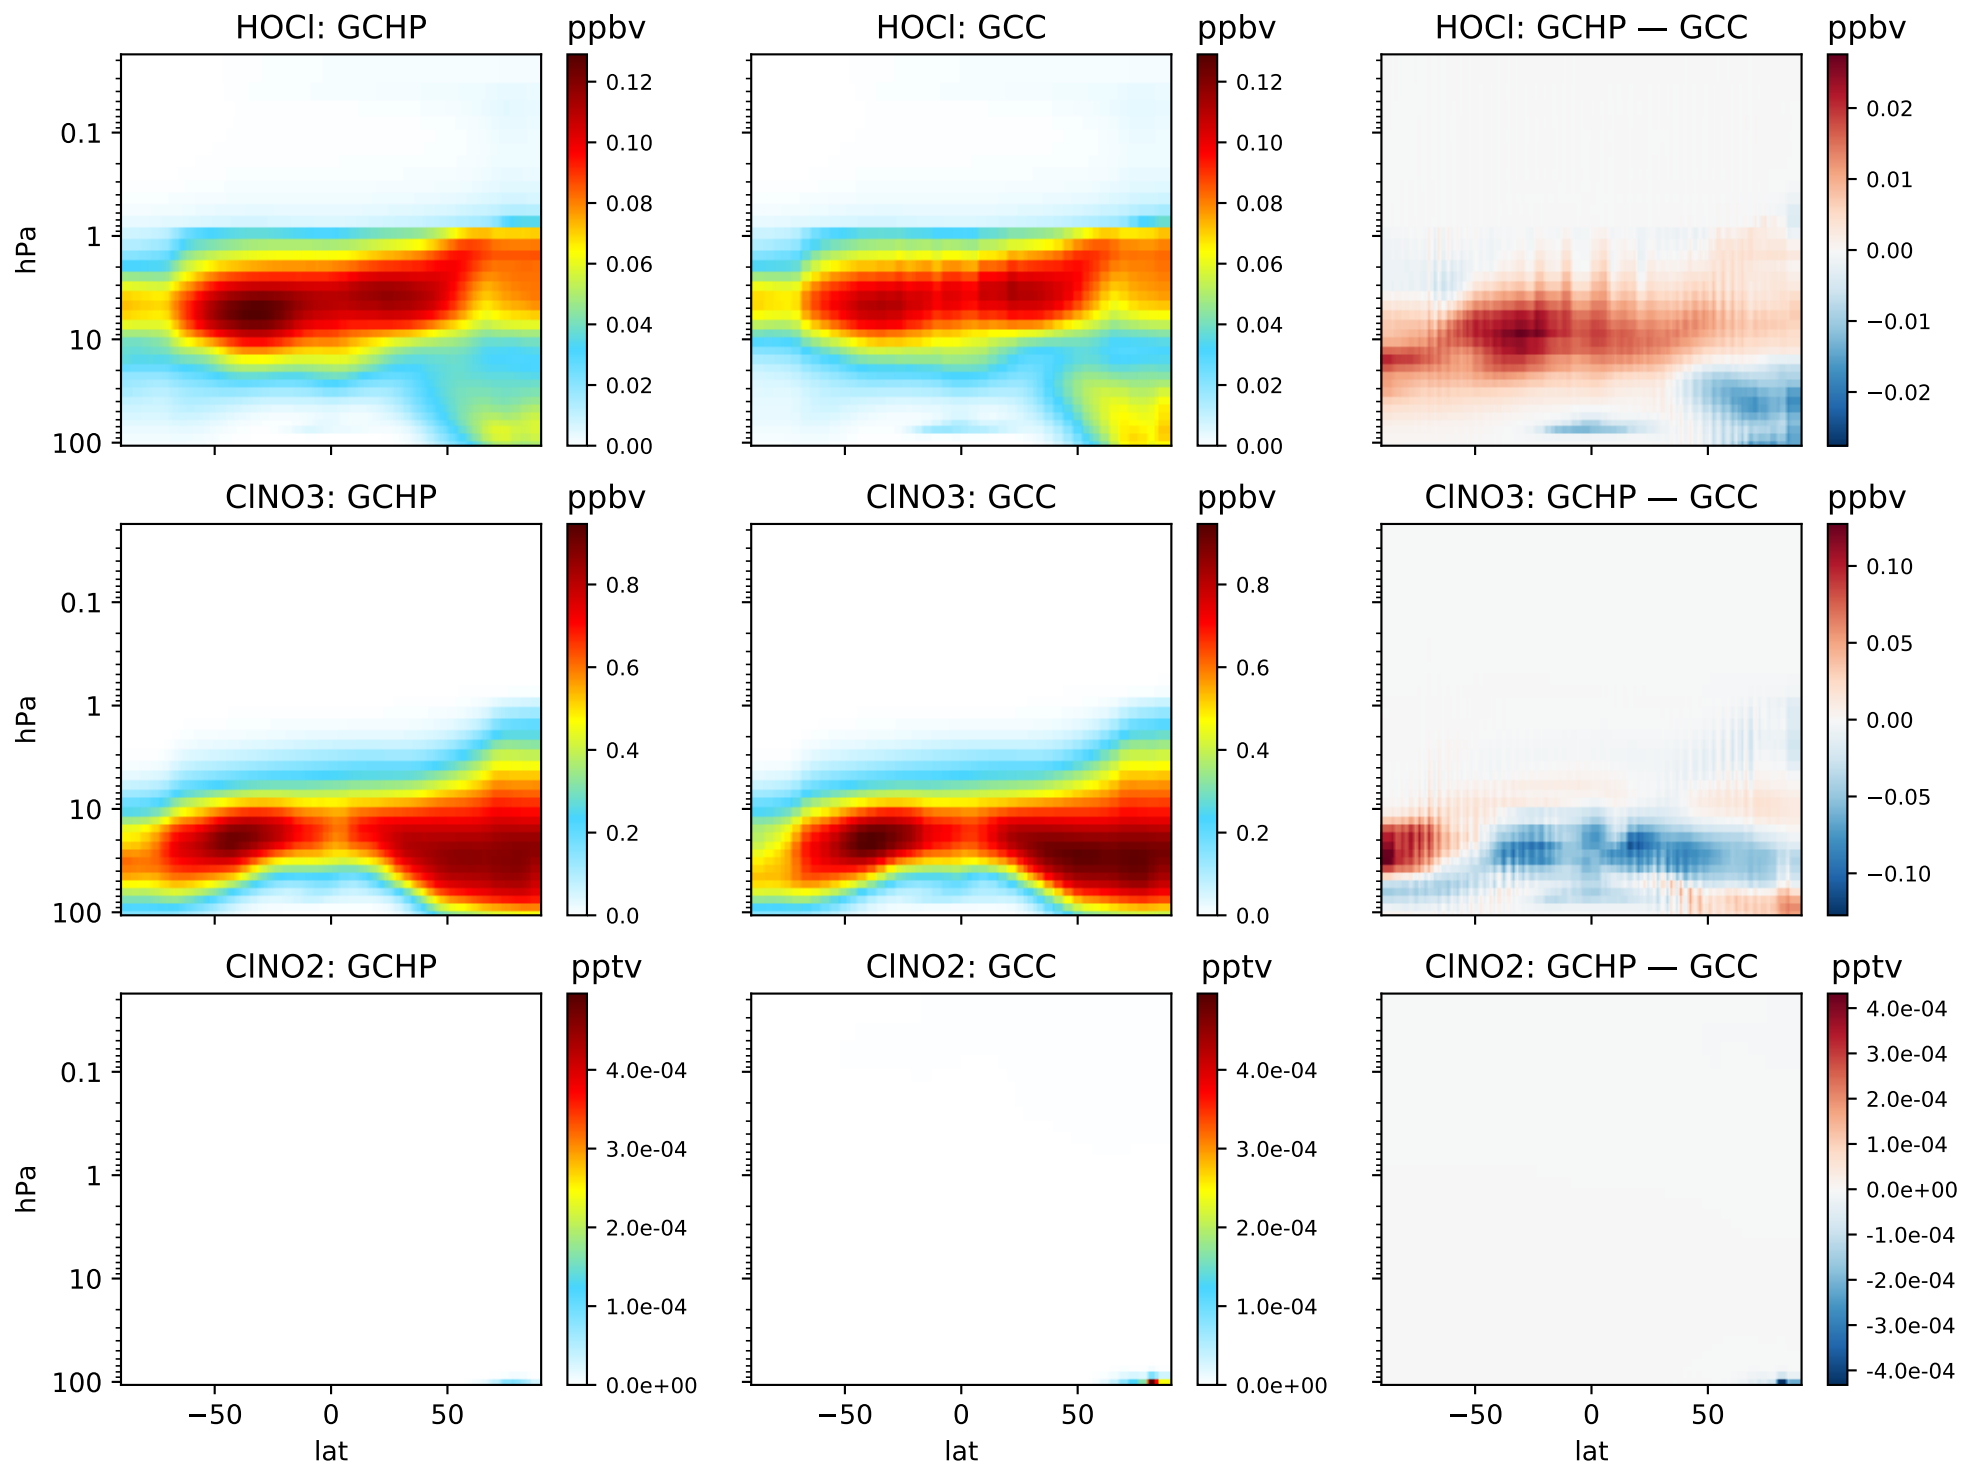 HOCl: GCHP ppbv HOCl: GCC ppbv HOCl: GCHP — GCC ppbv
0.12 0.12 0.02
0.1 0.10 0.10 0.01
0.08 0.08
hPa 1 0.06 0.06 0.00
0.04 0.04 −0.01
10 0.02 0.02 −0.02
100 0.00 0.00
ClNO3: GCHP ppbv ClNO3: GCC ppbv ClNO3: GCHP — GCC ppbv
0.8 0.8 0.10
0.1 0.6 0.6 0.05
hPa 1 0.00
0.4 0.4
10 0.2 0.2 −0.05
100 0.0 0.0 −0.10
ClNO2: GCHP pptv ClNO2: GCC pptv ClNO2: GCHP — GCC pptv
4.0e-04
0.1 4.0e-04 4.0e-04 3.0e-04
2.0e-04
3.0e-04 3.0e-04 1.0e-04
hPa 1 0.0e+00
2.0e-04 2.0e-04 -1.0e-04
10 1.0e-04 1.0e-04 -2.0e-04
-3.0e-04
100 0.0e+00 0.0e+00 -4.0e-04
−50 0 50 −50 0 50 −50 0 50
lat lat lat